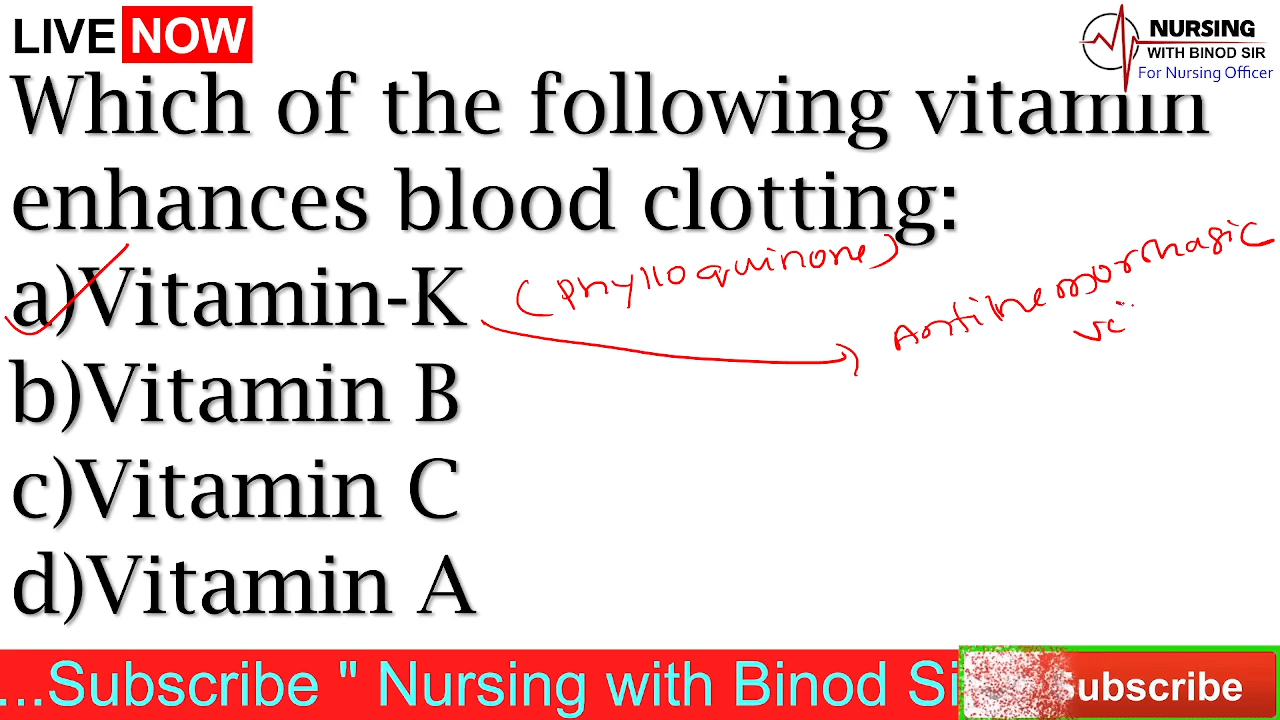 LIVE NOW
NURSING
WITH BINOD SIR
For Nursing Officer
Which of the following vitamin
enhances blood clotting:
a)Vitamin-K
(Phylloquinone)
Antihemorrhagic
b)Vitamin B
c)Vitamin C
d)Vitamin A
...Subscribe " Nursing with Binod Si
ubscribe